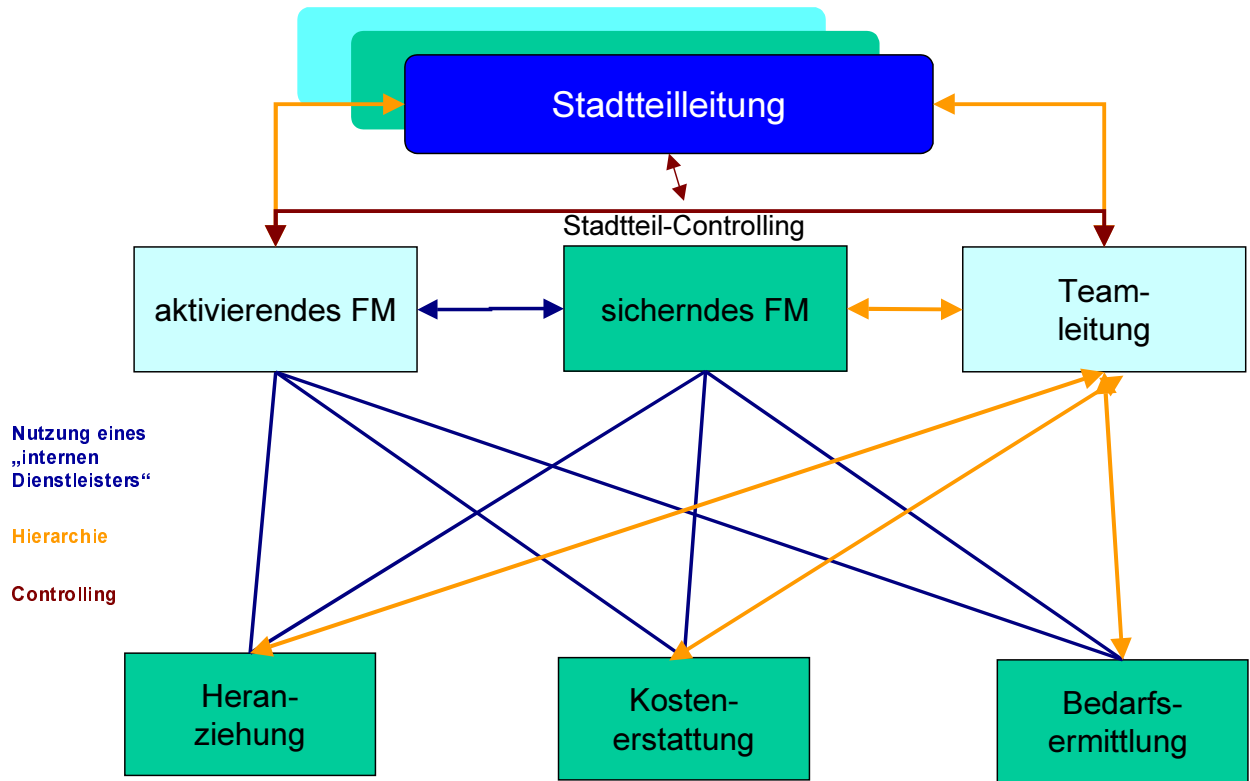 Stadtteilleitung
Stadtteil-Controlling
aktivierendes FM
sicherndes FM
Team-
leitung
Nutzung eines
„internen
Dienstleisters“
Hierarchie
Controlling
Heran-
ziehung
Kosten-
erstattung
Bedarfs-
ermittlung